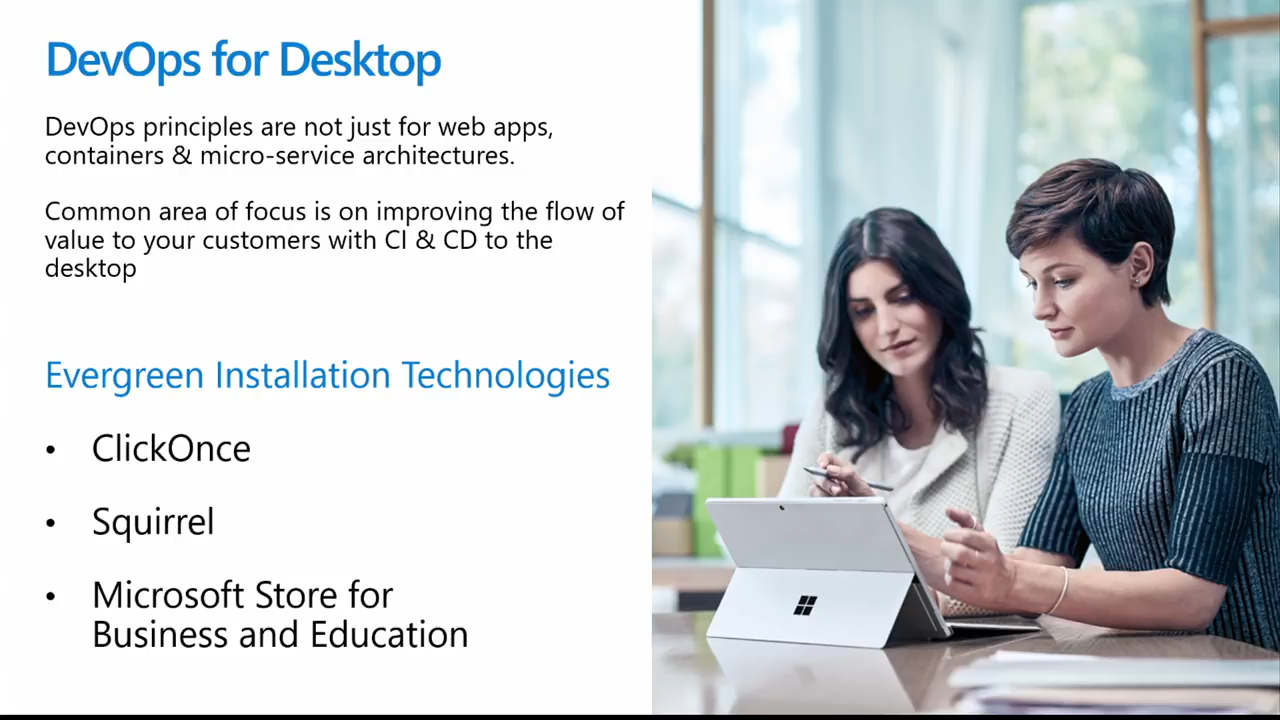 DevOps for Desktop
DevOps principles are not just for web apps,
containers & micro-service architectures.
Common area of focus is on improving the flow of
value to your customers with CI & CD to the
desktop
Evergreen Installation Technologies
• ClickOnce
• Squirrel
• Microsoft Store for
Business and Education